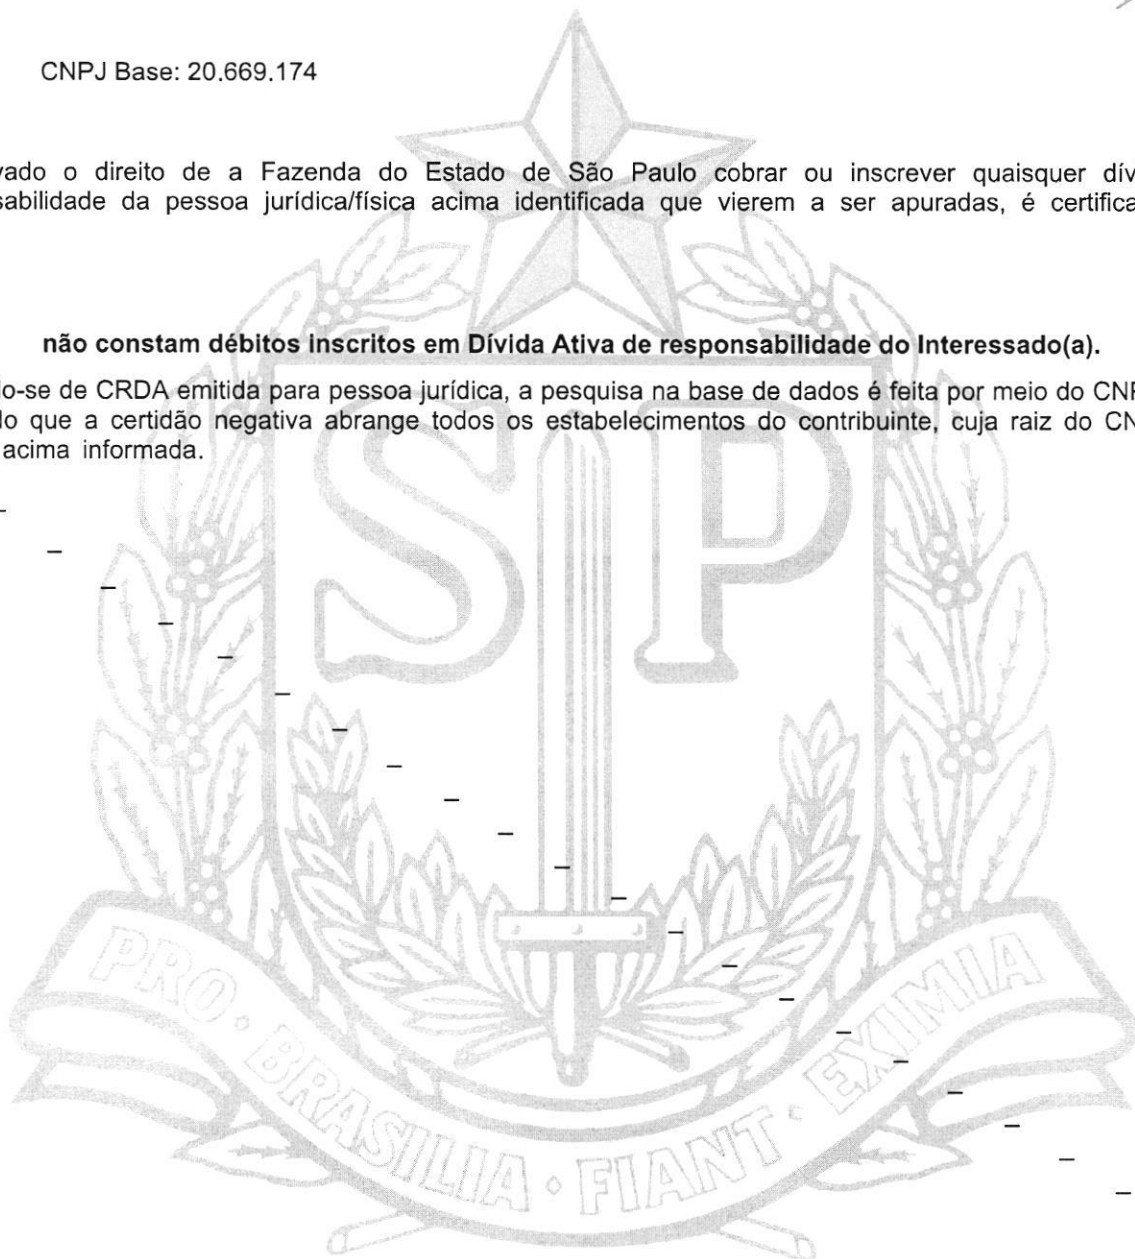 CNPJ Base: 20.669.174
vado o direito de a Fazenda do Estado de São Paulo cobrar ou inscrever quaisquer dív
sabilidade da pessoa jurídica/física acima identificada que vierem a ser apuradas, é certifica
não constam débitos inscritos em Dívida Ativa de responsabilidade do Interessado(a).
o-se de CRDA emitida para pessoa jurídica, a pesquisa na base de dados é feita por meio do CNP
lo que a certidão negativa abrange todos os estabelecimentos do contribuinte, cuja raiz do CN
acima informada.
SP
PRO · BRASILIA · FIANT · EXIMIA